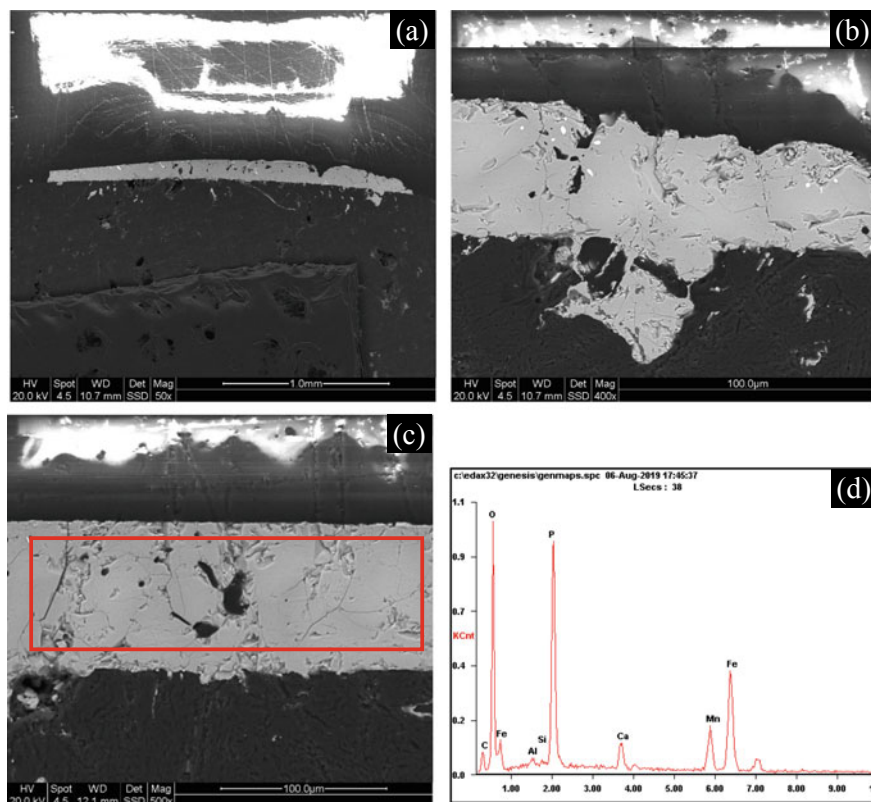 (a)
HV Spot WD Det Mag 1.0mm
20.0 kV 4.5 10.7 mm SSD 50x
(b)
HV Spot WD Det Mag 100.0µm
20.0 kV 4.5 10.7 mm SSD 400x
(c)
HV Spot WD Det Mag 100.0µm
20.0 kV 4.5 12.1 mm SSD 500x
(d)
c:\edax32\genesis\genmaps.spc 06-Aug-2019 17:45:37
LSecs : 38
1.1
O
P
0.9
0.7
KCnt
0.4
Fe
0.2
Mn
Fe
Ca
C
Al
Si
0.0
1.00 2.00 3.00 4.00 5.00 6.00 7.00 8.00 9.00